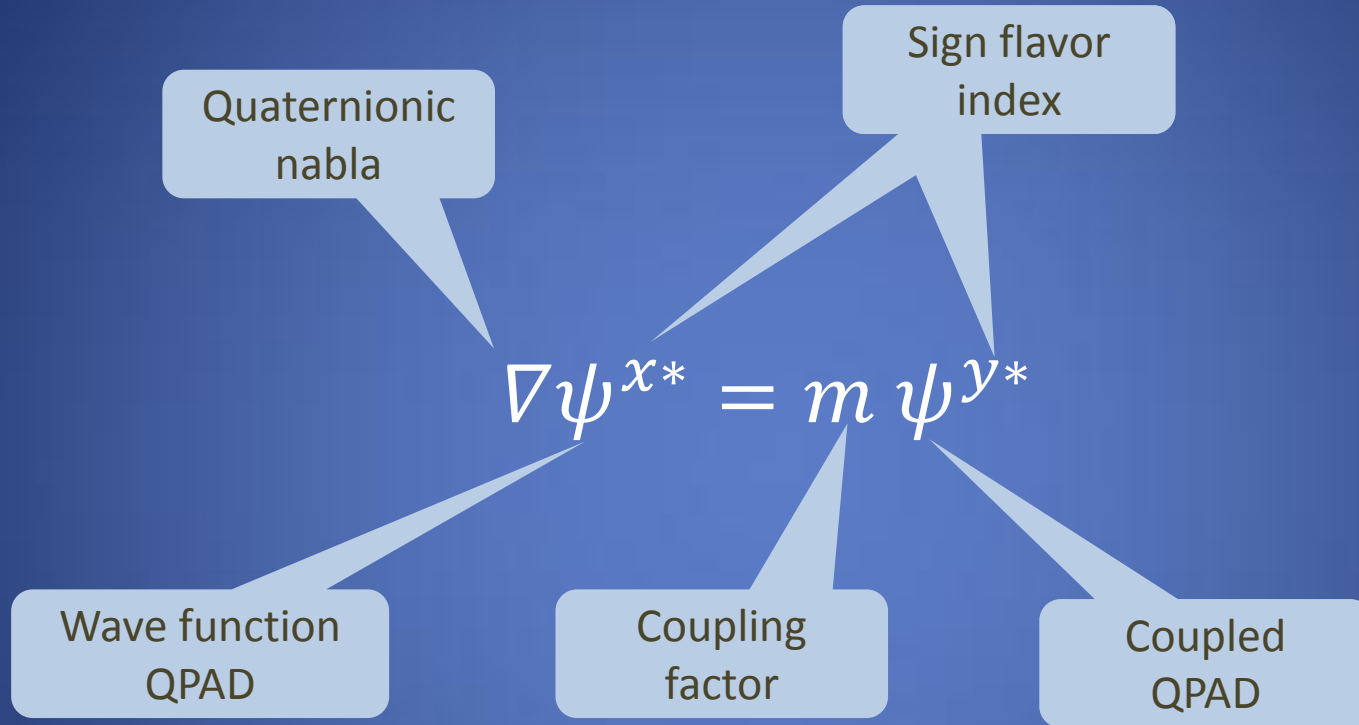 Sign flavor
index
Quaternionic
nabla
∇ψ^{x*} = m ψ^{y*}
Wave function
QPAD
Coupling
factor
Coupled
QPAD